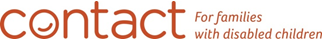 contact
For families
with disabled children